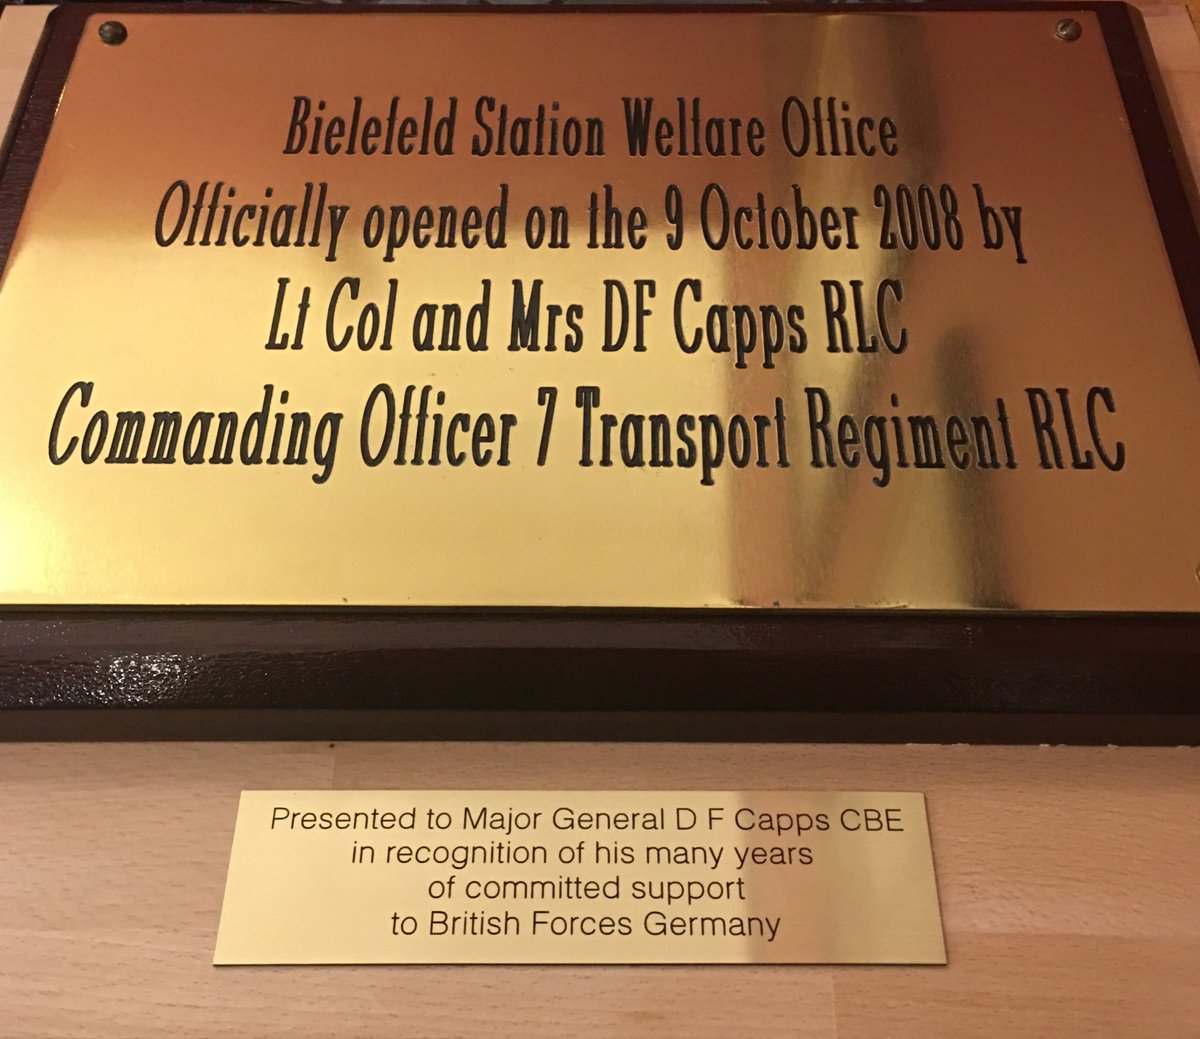 Bielefeld Station Welfare Office
Officially opened on the 9 October 2008 by
Lt Col and Mrs DF Capps RLC
Commanding Officer 7 Transport Regiment RLC
Presented to Major General D F Capps CBE
in recognition of his many years
of committed support
to British Forces Germany